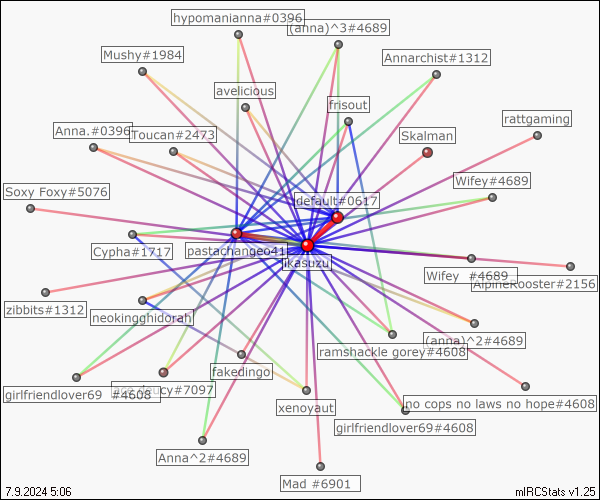 hypomanianna#0396
(anna)^3#4689
Mushy#1984
Annarchist#1312
avelicious
frisout
rattgaming
Anna.#0396
Toucan#2473
Skalman
Wifey#4689
Soxy Foxy#5076
default#0617
Cypha#1717
pastachangeo41
ikasuzu
Wifey #4689
AlpineRooster#2156
zibbits#1312
neokingghidorah
(anna)^2#4689
ramshackle gorey#4608
fakedingo
girlfriendlover69 #4608
#7097
xenoyaut
no cops no laws no hope#4608
girlfriendlover69#4608
Anna^2#4689
Mad #6901
7.9.2024 5:06
mIRCStats v1.25